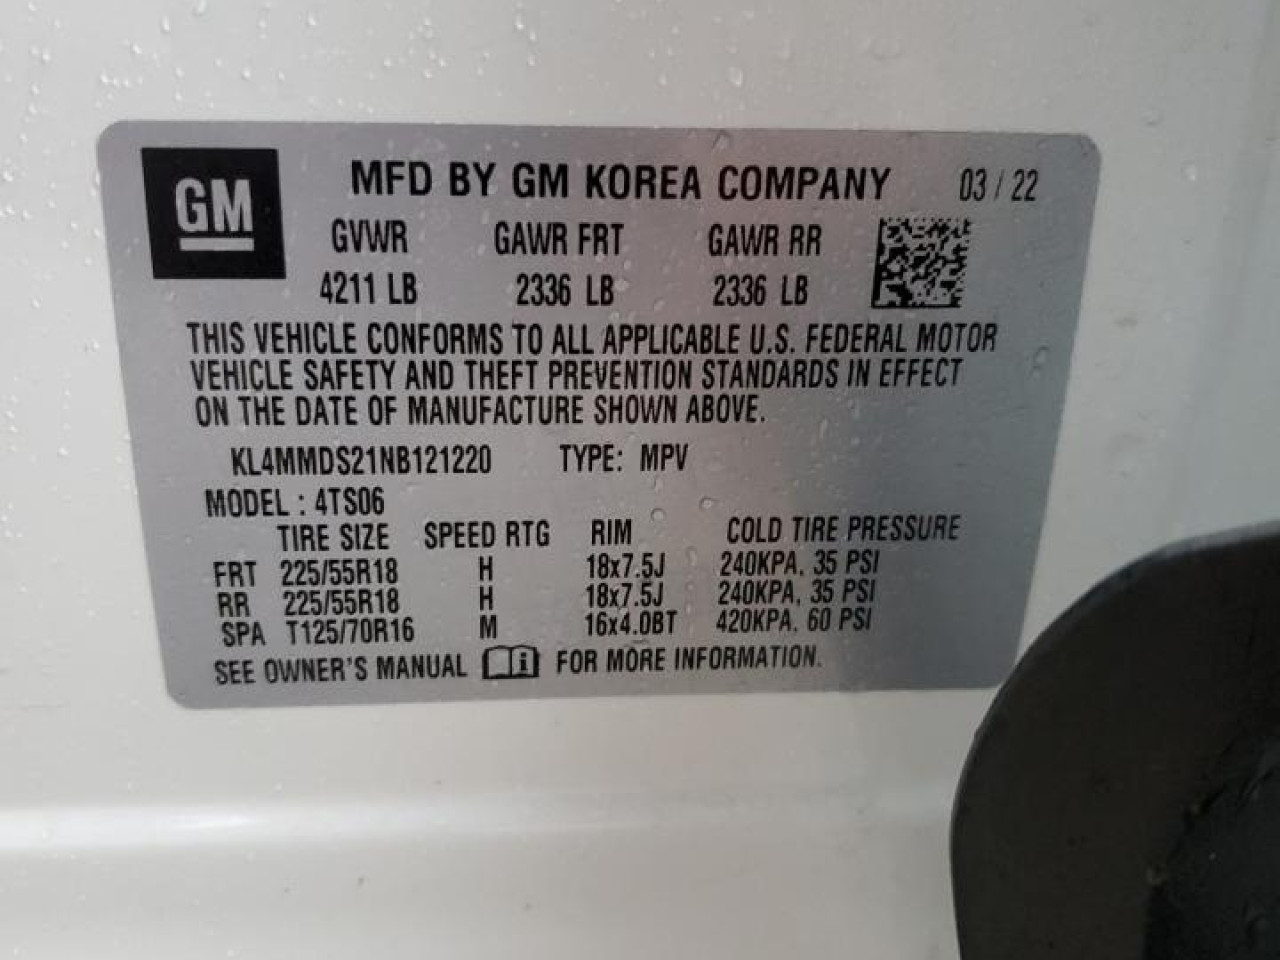 GM
MFD BY GM KOREA COMPANY 03 / 22
GVWR GAWR FRT GAWR RR
4211 LB 2336 LB 2336 LB
THIS VEHICLE CONFORMS TO ALL APPLICABLE U.S. FEDERAL MOTOR
VEHICLE SAFETY AND THEFT PREVENTION STANDARDS IN EFFECT
ON THE DATE OF MANUFACTURE SHOWN ABOVE.
KL4MMDS21NB121220 TYPE: MPV
MODEL : 4TS06
TIRE SIZE SPEED RTG RIM COLD TIRE PRESSURE
FRT 225/55R18 H 18x7.5J 240KPA, 35 PSI
RR 225/55R18 H 18x7.5J 240KPA, 35 PSI
SPA T125/70R16 M 16x4.0BT 420KPA, 60 PSI
SEE OWNER'S MANUAL i FOR MORE INFORMATION.